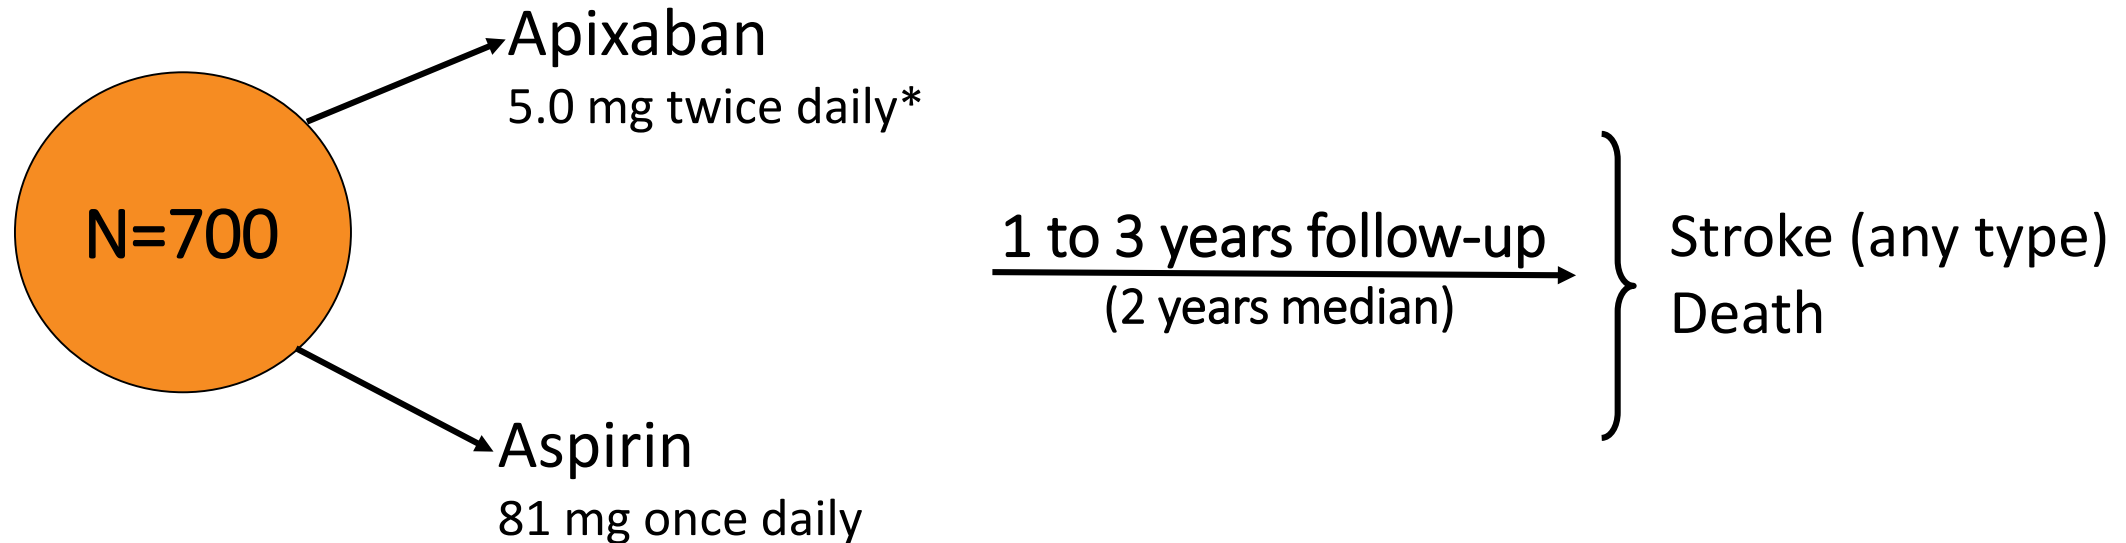 Apixaban
5.0 mg twice daily*
N=700
1 to 3 years follow-up
(2 years median)
Stroke (any type)
Death
Aspirin
81 mg once daily